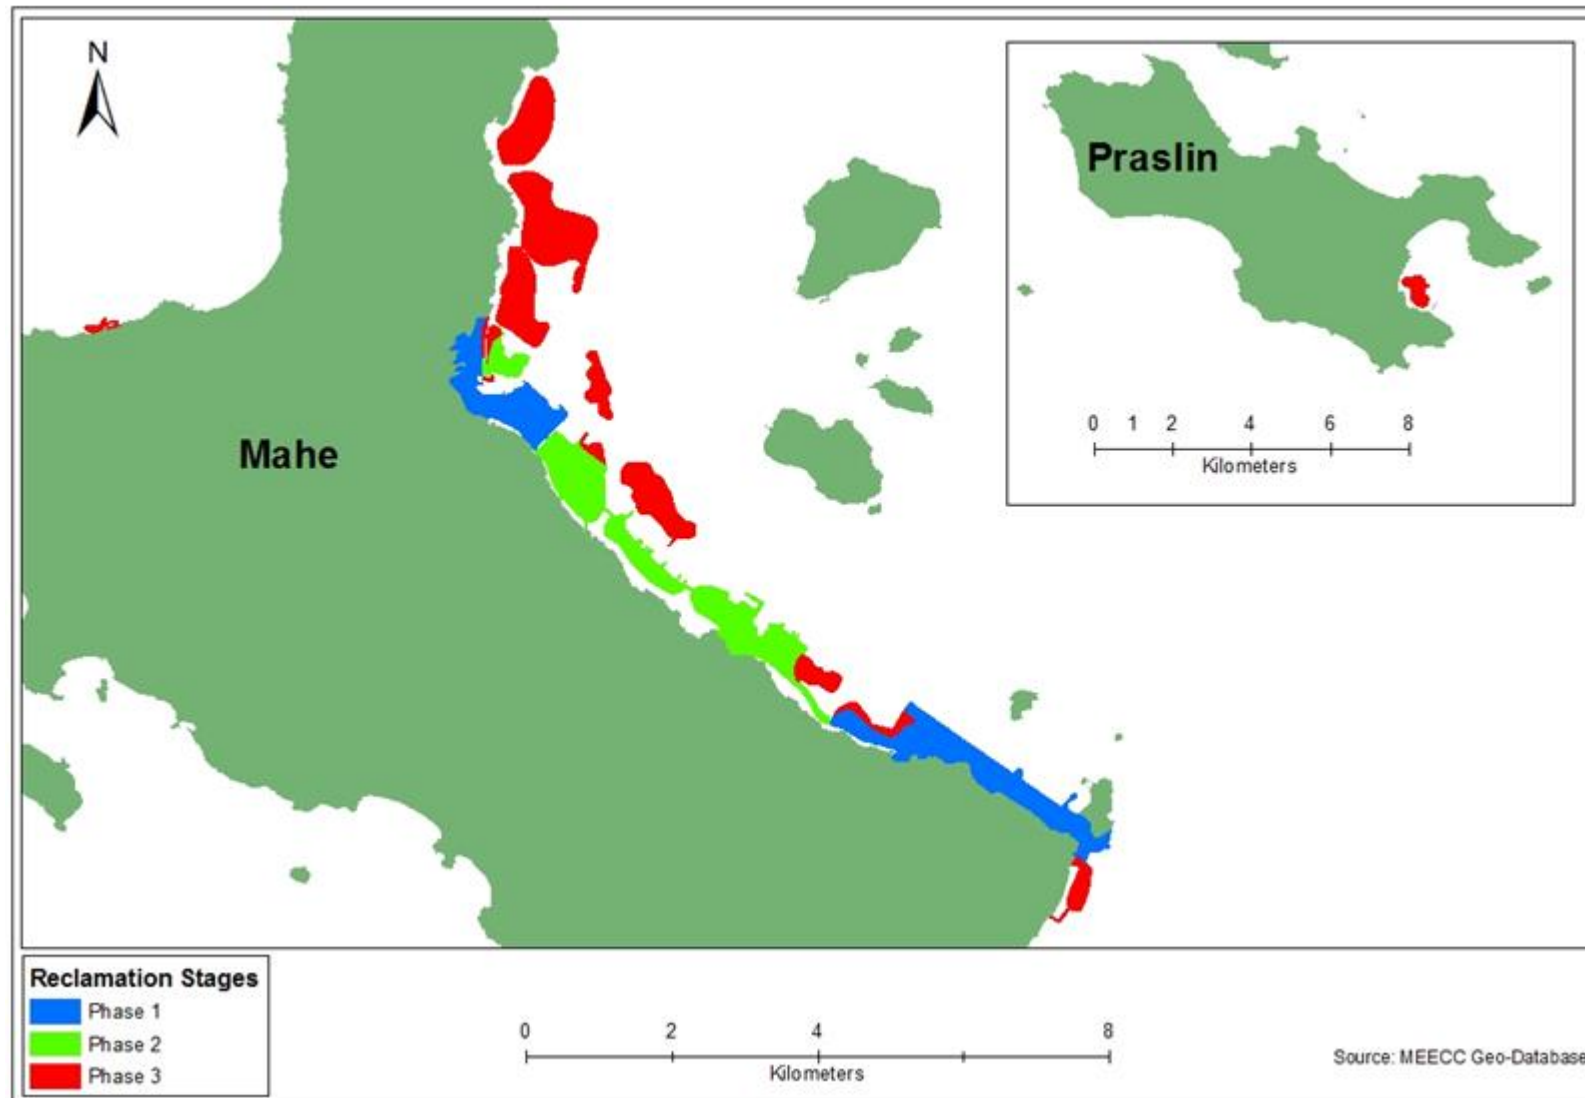 N
Praslin
0 1 2 4 6 8
Kilometers
Mahe
Reclamation Stages
Phase 1
Phase 2
Phase 3
0 2 4 8
Kilometers
Source: MEECC Geo-Database